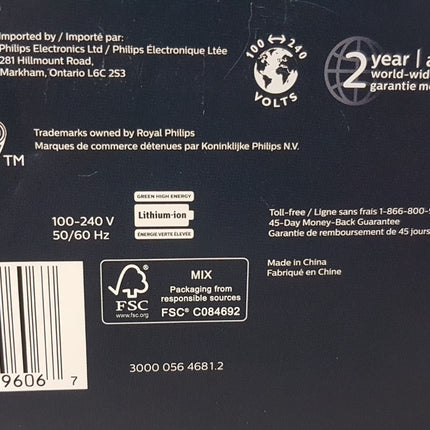 Imported by / Importé par:
Philips Electronics Ltd / Philips Électronique Ltée
281 Hillmount Road,
Markham, Ontario L6C 2S3
100 ↔ 240
VOLTS
2 year | a
world-wid
garantie mo
TM
Trademarks owned by Royal Philips
Marques de commerce détenues par Koninklijke Philips N.V.
100-240 V
50/60 Hz
GREEN HIGH ENERGY
Lithium-ion
ENERGIE VERTE ÉLEVÉE
Toll-free / Ligne sans frais 1-866-800-9
45-Day Money-Back Guarantee
Garantie de remboursement de 45 jours
Made in China
Fabriqué en Chine
FSC
www.fsc.org
MIX
Packaging from
responsible sources
FSC® C084692
9606 7
3000 056 4681.2